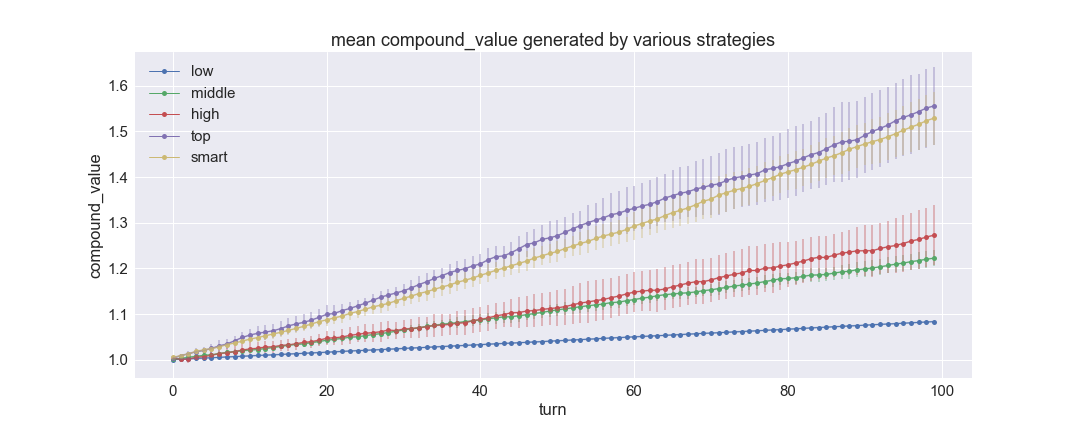 mean compound_value generated by various strategies
low
middle
high
top
smart
compound_value
1.6
1.5
1.4
1.3
1.2
1.1
1.0
0
20
40
60
80
100
turn